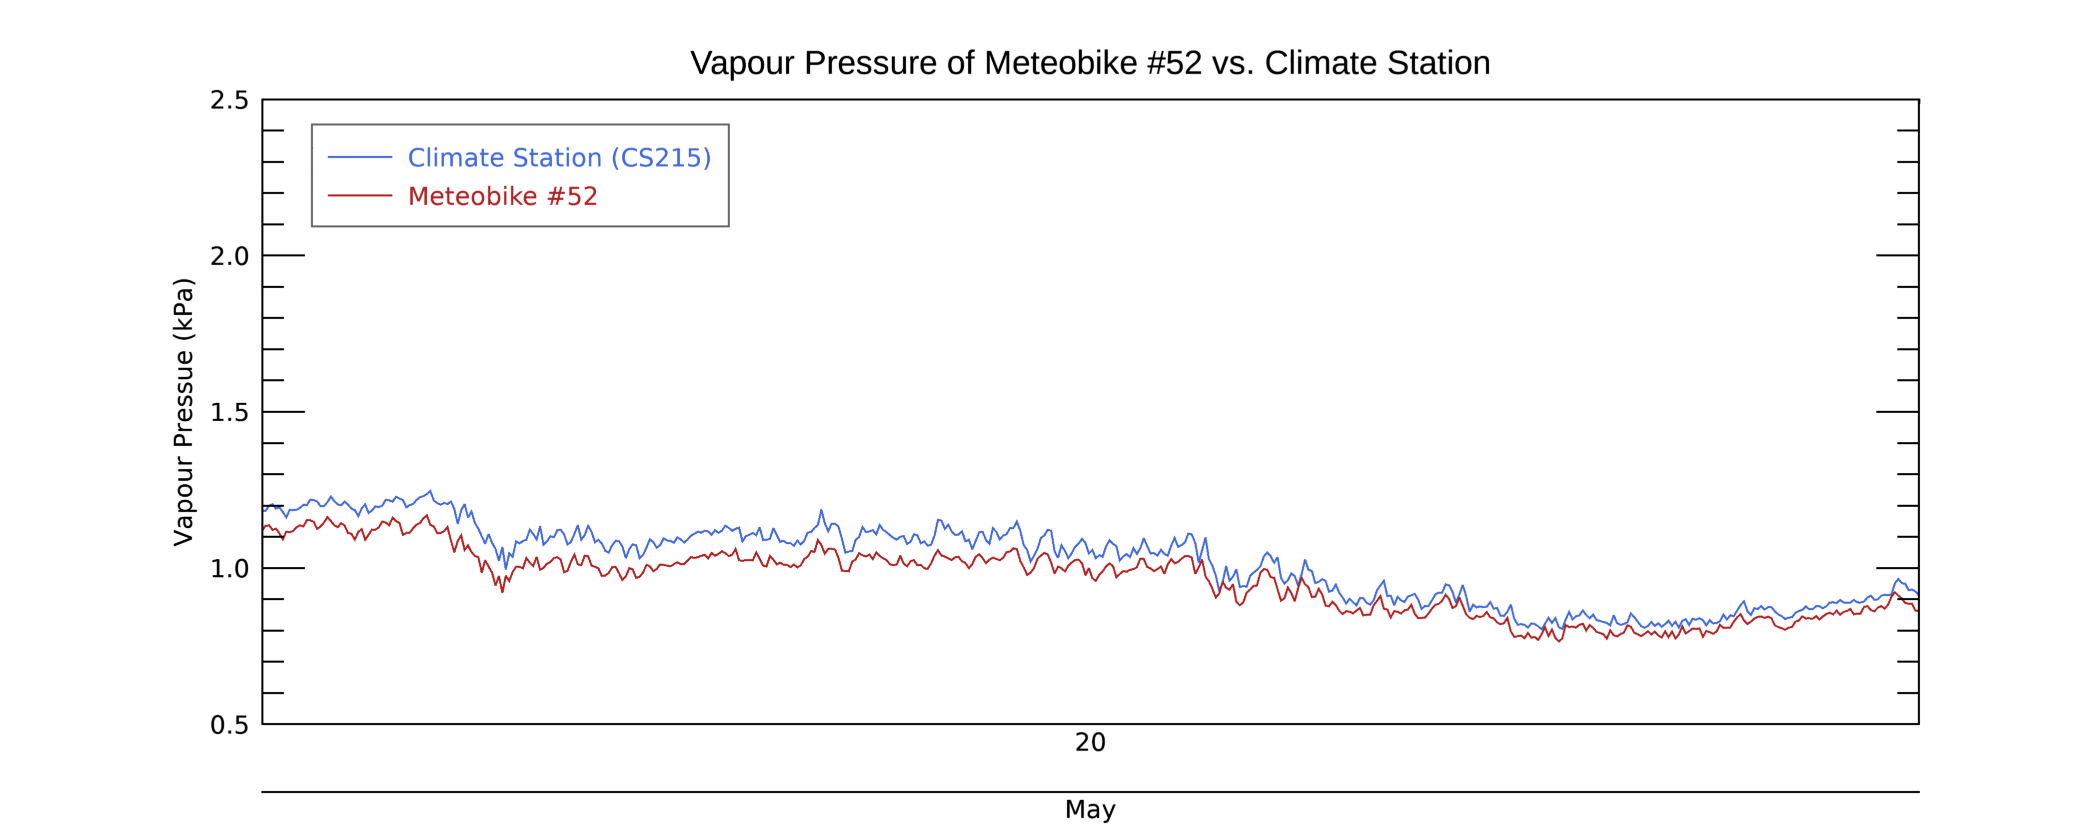 Vapour Pressure of Meteobike #52 vs. Climate Station
2.5
Climate Station (CS215)
Meteobike #52
2.0
Vapour Pressue (kPa)
1.5
1.0
0.5
20
May